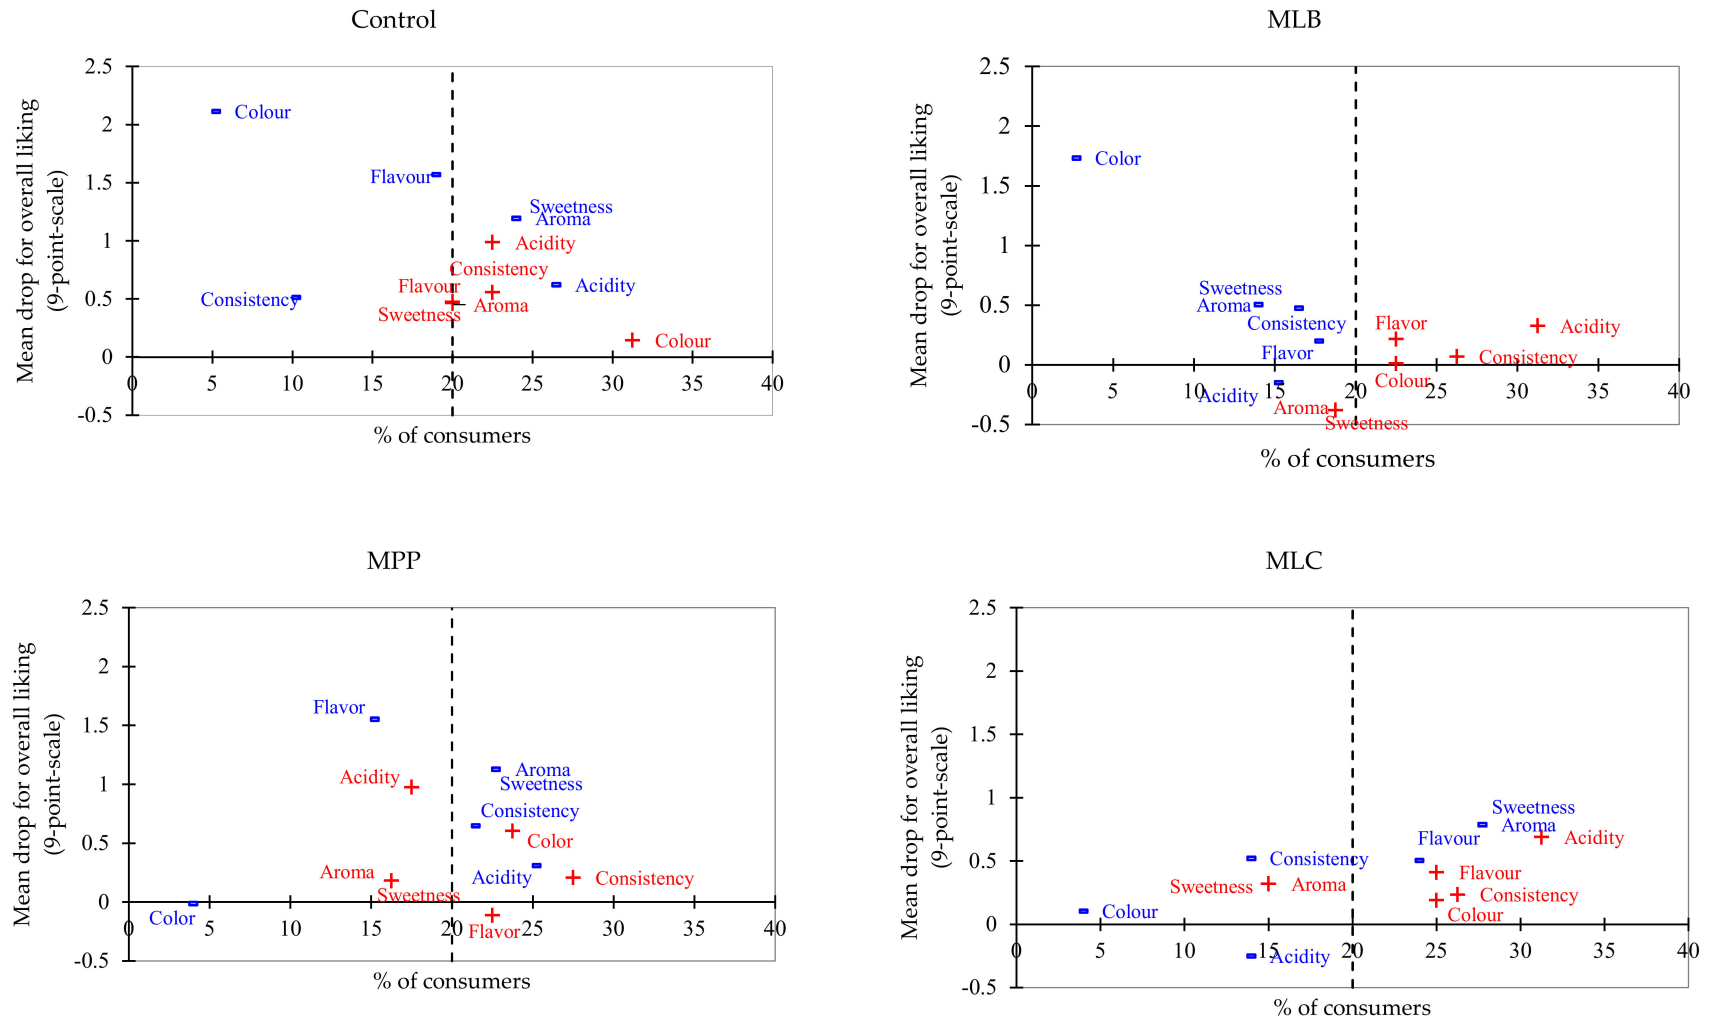 Control
2.5
2
1.5
1
0.5
0
-0.5
Mean drop for overall liking
(9-point-scale)
Colour
Flavour
Sweetness
Aroma
Acidity
Consistency
Flavour
Acidity
Consistency
Aroma
Sweetness
Colour
0 5 10 15 20 25 30 35 40
% of consumers
MLB
2.5
2
1.5
1
0.5
0
-0.5
Mean drop for overall liking
(9-point-scale)
Color
Sweetness
Aroma
Consistency
Flavor
Flavor
Acidity
Consistency
Colour
Acidity
Aroma
Sweetness
0 5 10 15 20 25 30 35 40
% of consumers
MPP
2.5
2
1.5
1
0.5
0
-0.5
Mean drop for overall liking
(9-point-scale)
Flavor
Acidity
Aroma
Sweetness
Consistency
Color
Aroma
Acidity
Consistency
Sweetness
Color
Flavor
0 5 10 15 20 25 30 35 40
% of consumers
MLC
2.5
2
1.5
1
0.5
0
-0.5
Mean drop for overall liking
(9-point-scale)
Sweetness
Aroma
Flavour
Acidity
Consistency
Flavour
Sweetness
Aroma
Consistency
Colour
Colour
Acidity
0 5 10 15 20 25 30 35 40
% of consumers